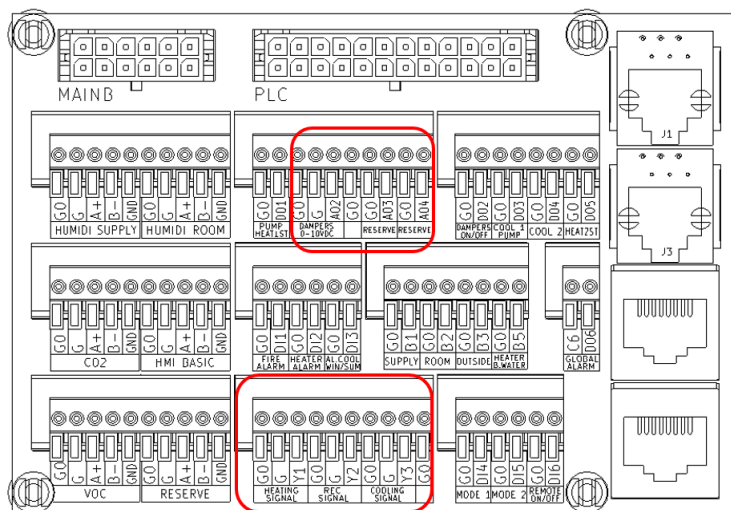 MAINB PLC
J1
G0 G A+ B- GND G0 G A+ B- GND G0 DO1 G0 G AO2 G0 G0 AO3 G0 AO4 G0 DO2 G0 DO3 G0 DO4 G0 DO5
HUMIDI SUPPLY HUMIDI ROOM PUMP HEAT1ST DAMPERS 0-10VDC RESERVE RESERVE DAMPERS ON/OFF COOL 1 PUMP COOL 2 HEAT2ST
J3
G0 G A+ B- GND G0 G A+ B- GND G0 DI1 G0 DI2 G0 DI3 G0 B1 G0 B2 G0 B3 G0 B5 C6 DO6
CO2 HMI BASIC FIRE ALARM HEATER ALARM AL.COOL WIN/SUM SUPPLY ROOM OUTSIDE HEATER B.WATER GLOBAL ALARM
G0 G A+ B- GND G0 G A+ B- GND G0 G Y1 G0 G Y2 G0 G Y3 G0 G0 DI4 G0 DI5 G0 DI6
VOC RESERVE HEATING SIGNAL REC SIGNAL COOLING SIGNAL MODE 1 MODE 2 REMOTE ON/OFF